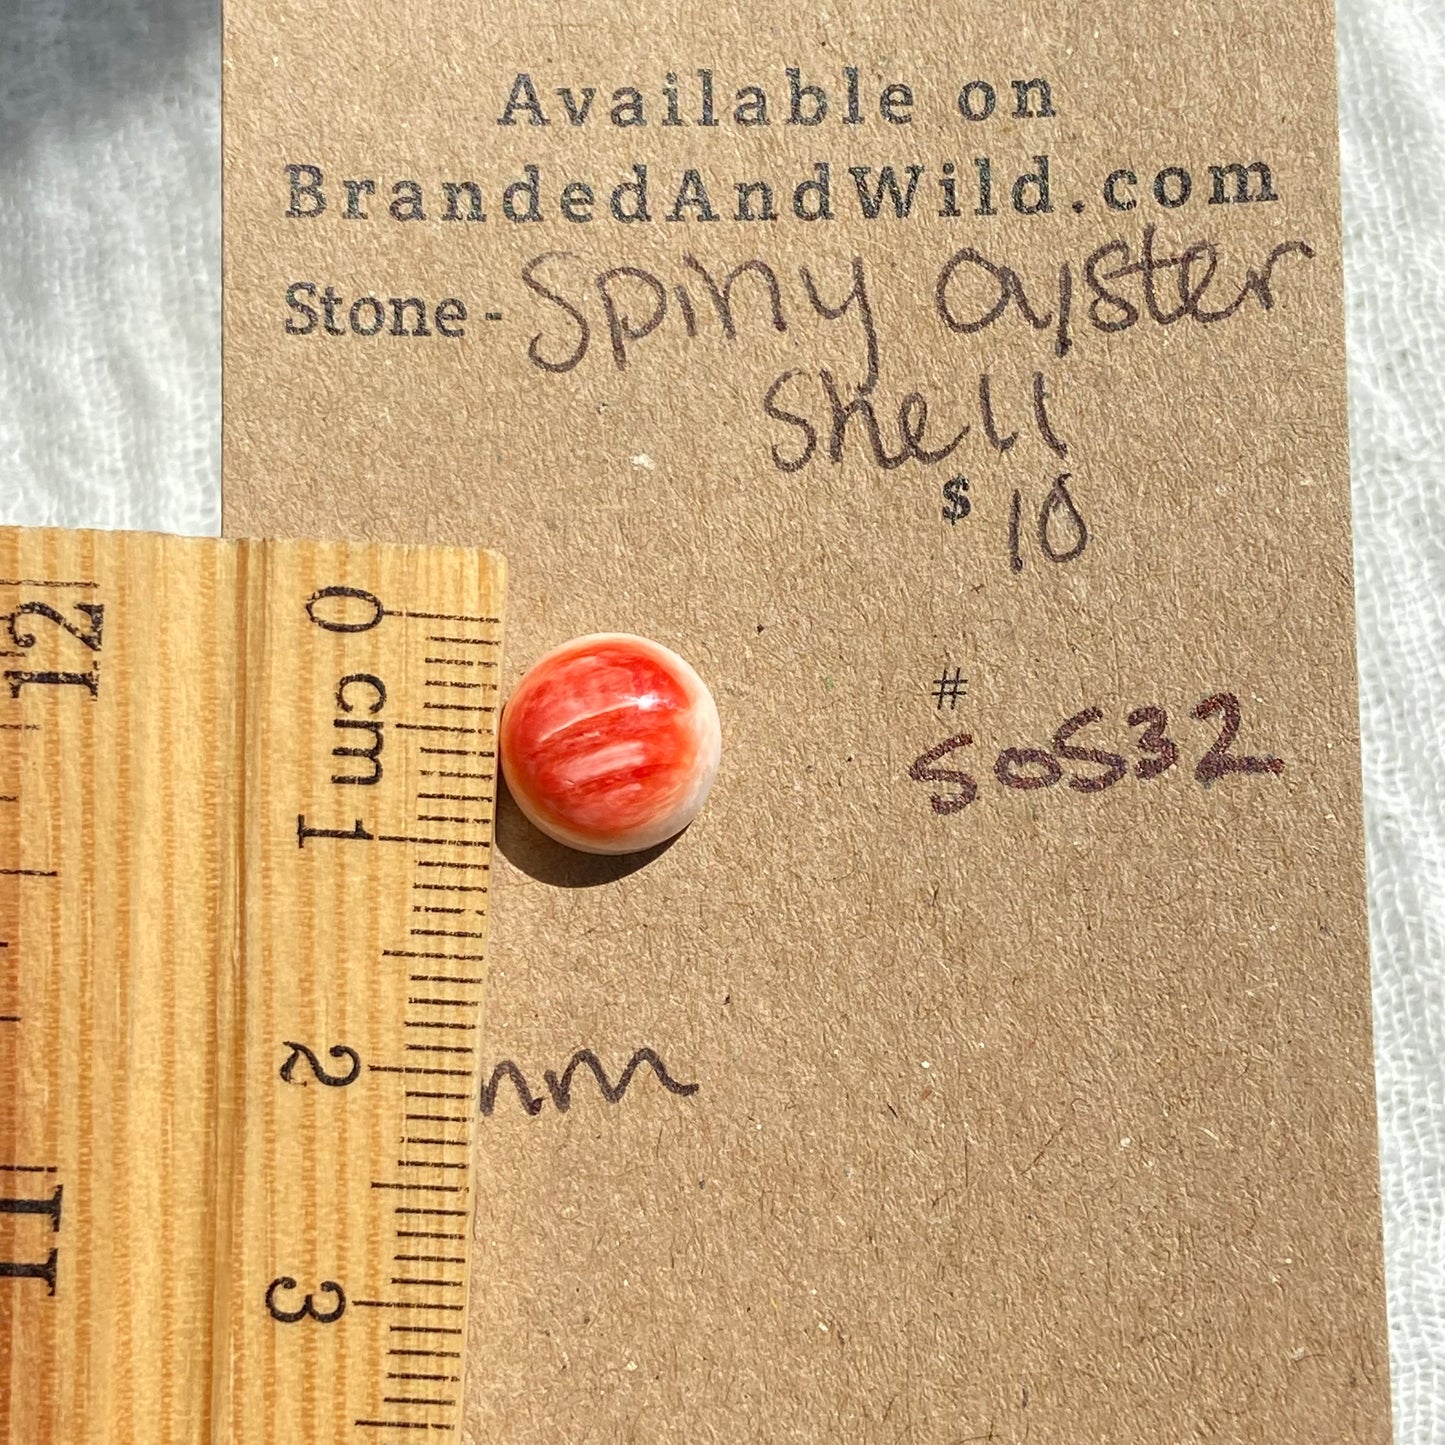 Available on
BrandedAndWild.com
Stone - Spiny Oyster
Shell
$ 10
#
SOS32
0 cm 1 2 3
12
11
mm